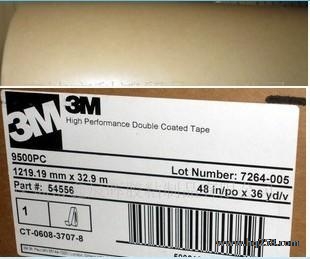 3M
3M
High Performance Double Coated Tape
9500PC
Lot Number: 7264-005
1219.19 mm x 32.9 m
48 in/po x 36 yd/v
Part #: 54556
1
CT-0608-3707-8